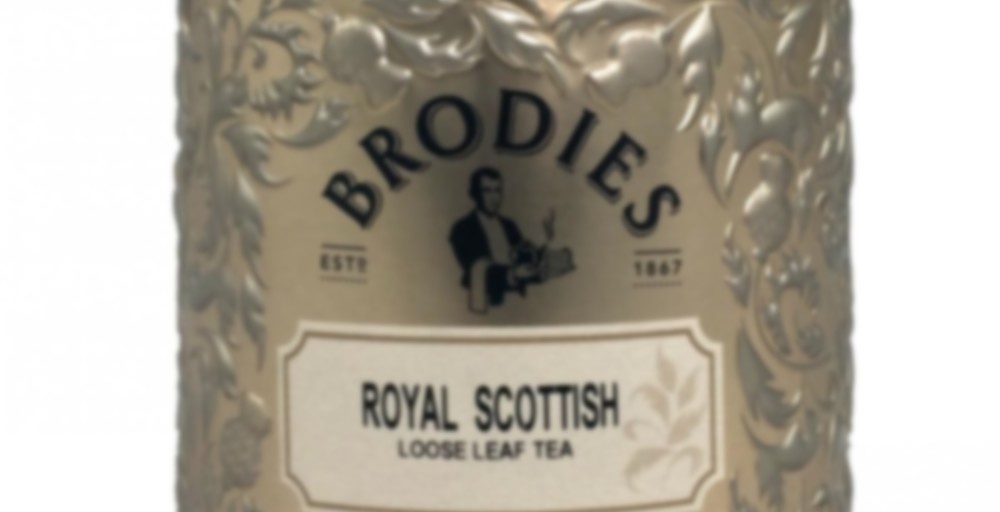 BRODIES
ESTD 1867
ROYAL SCOTTISH
LOOSE LEAF TEA